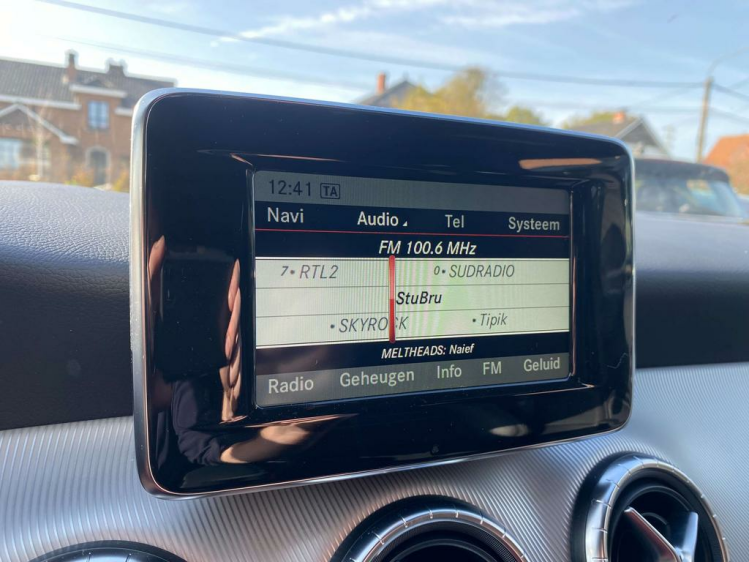 12:41 TA
Navi Audio Tel Systeem
FM 100.6 MHz
7• RTL2 0• SUDRADIO
StuBru
• SKYROCK • Tipik
MELTHEADS: Naief
Radio Geheugen Info FM Geluid